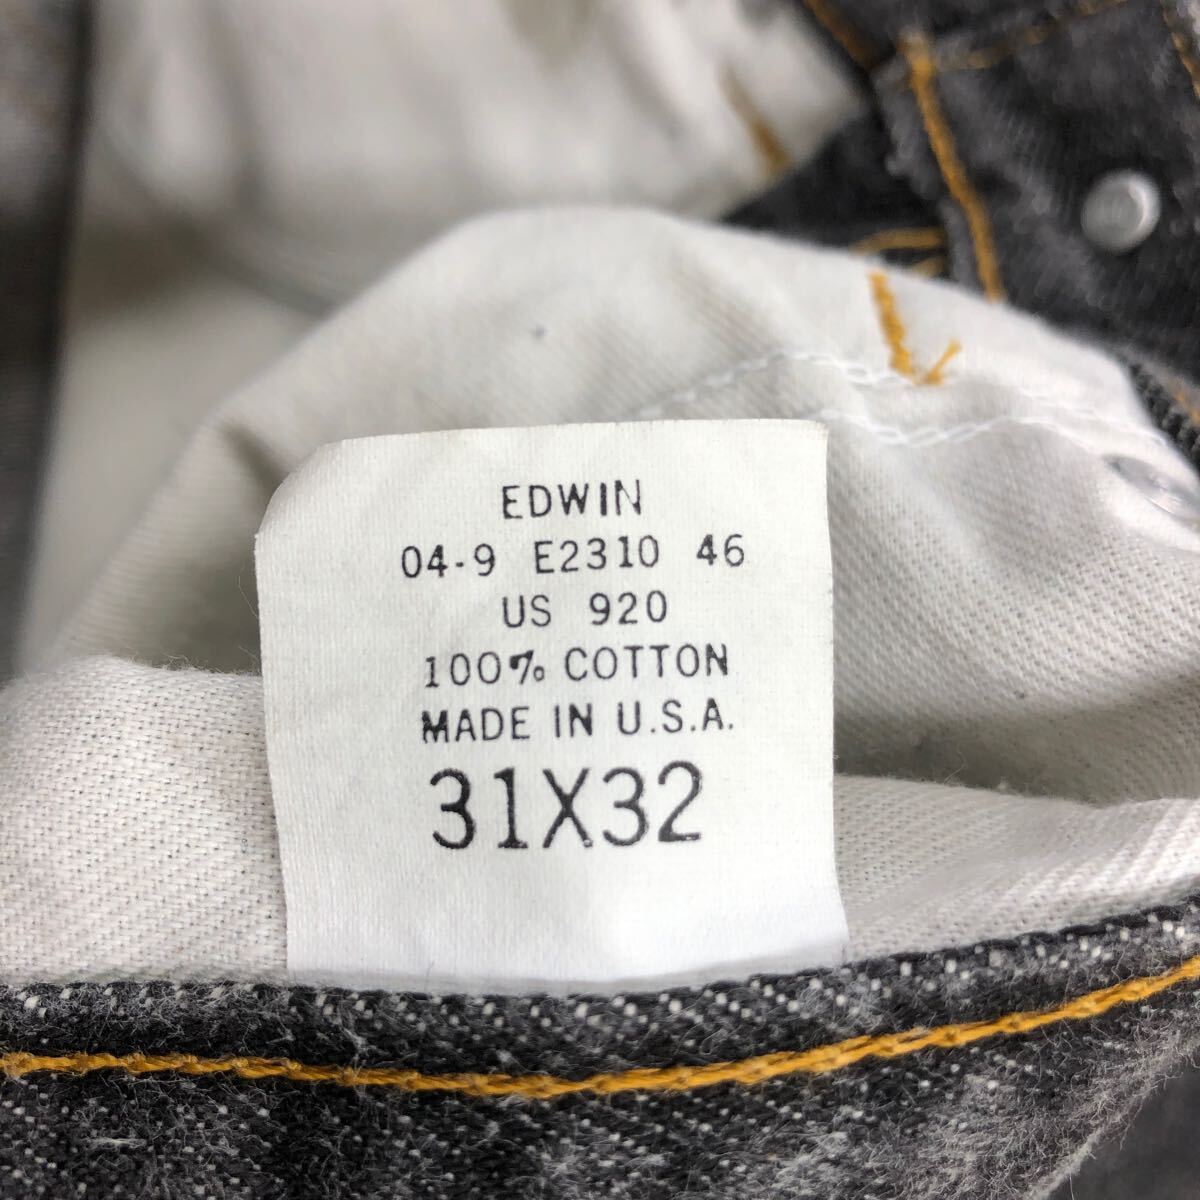 EDWIN
04-9 E2310 46
US 920
100% COTTON
MADE IN U.S.A.
31X32